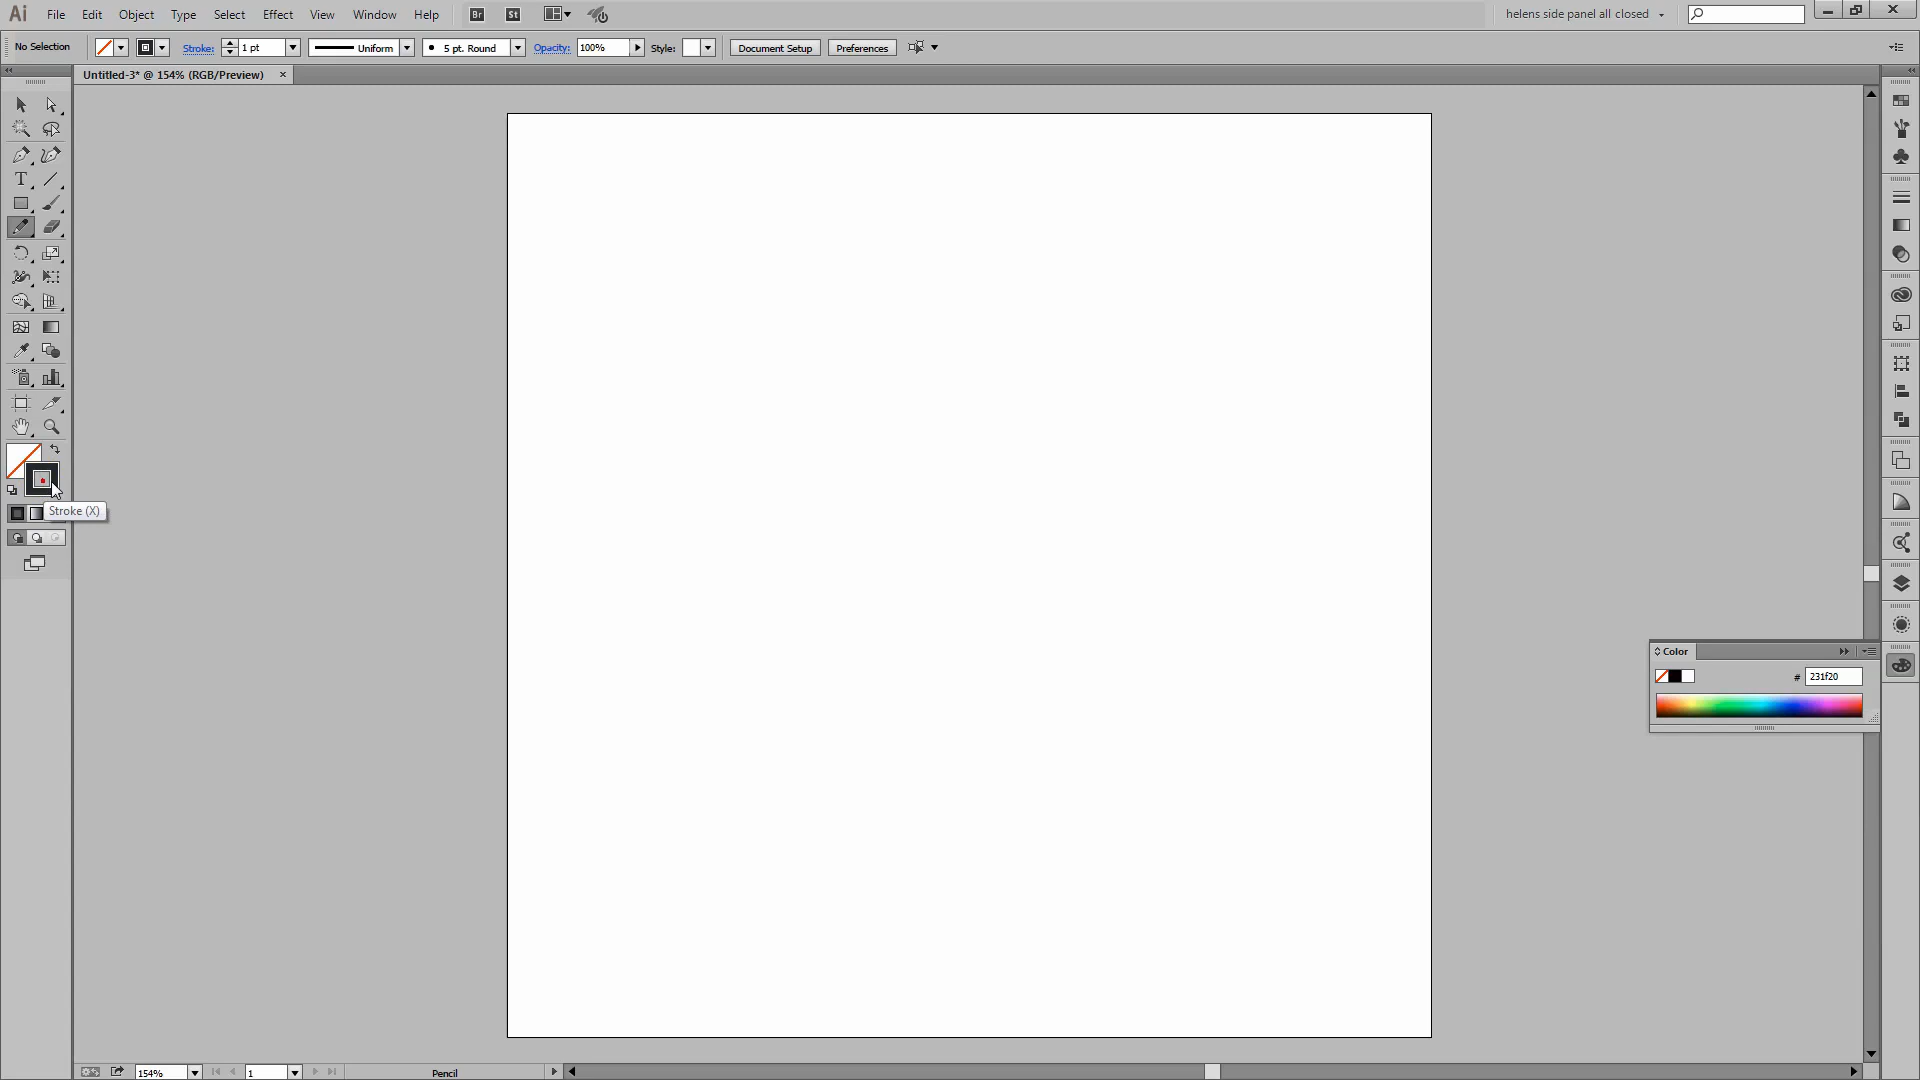 Ai File Edit Object Type Select Effect View Window Help Br St helens side panel all closed
No Selection Stroke: 1 pt Uniform 5 pt. Round Opacity: 100% Style: Document Setup Preferences
Untitled-3* @ 154% (RGB/Preview) ×
T
Stroke (X)
Color
# 231f20
154% 1 Pencil